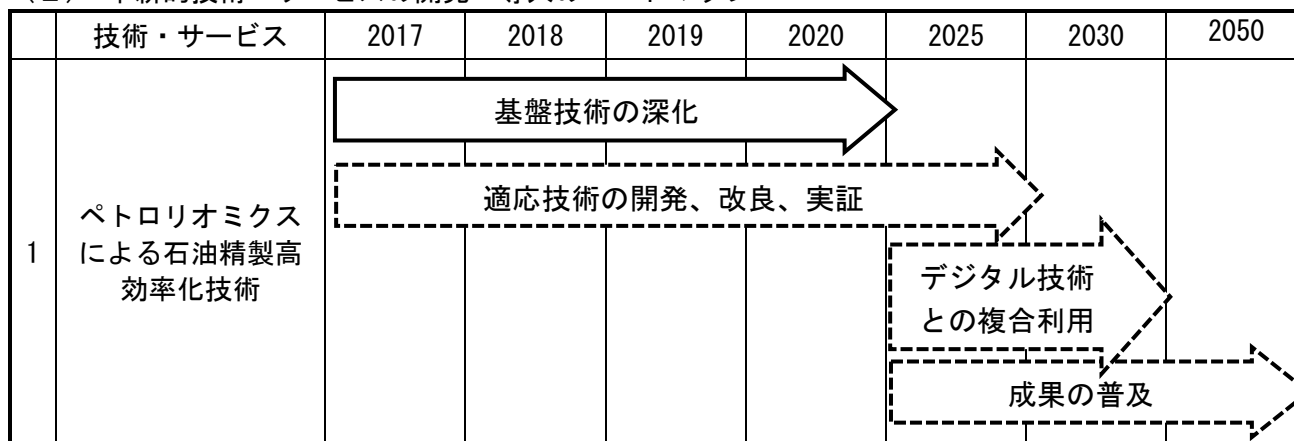 技術・サービス 2017 2018 2019 2020 2025 2030 2050
基盤技術の深化
適応技術の開発、改良、実証
1
ペトロリオミクス
による石油精製高
効率化技術
デジタル技術
との複合利用
成果の普及